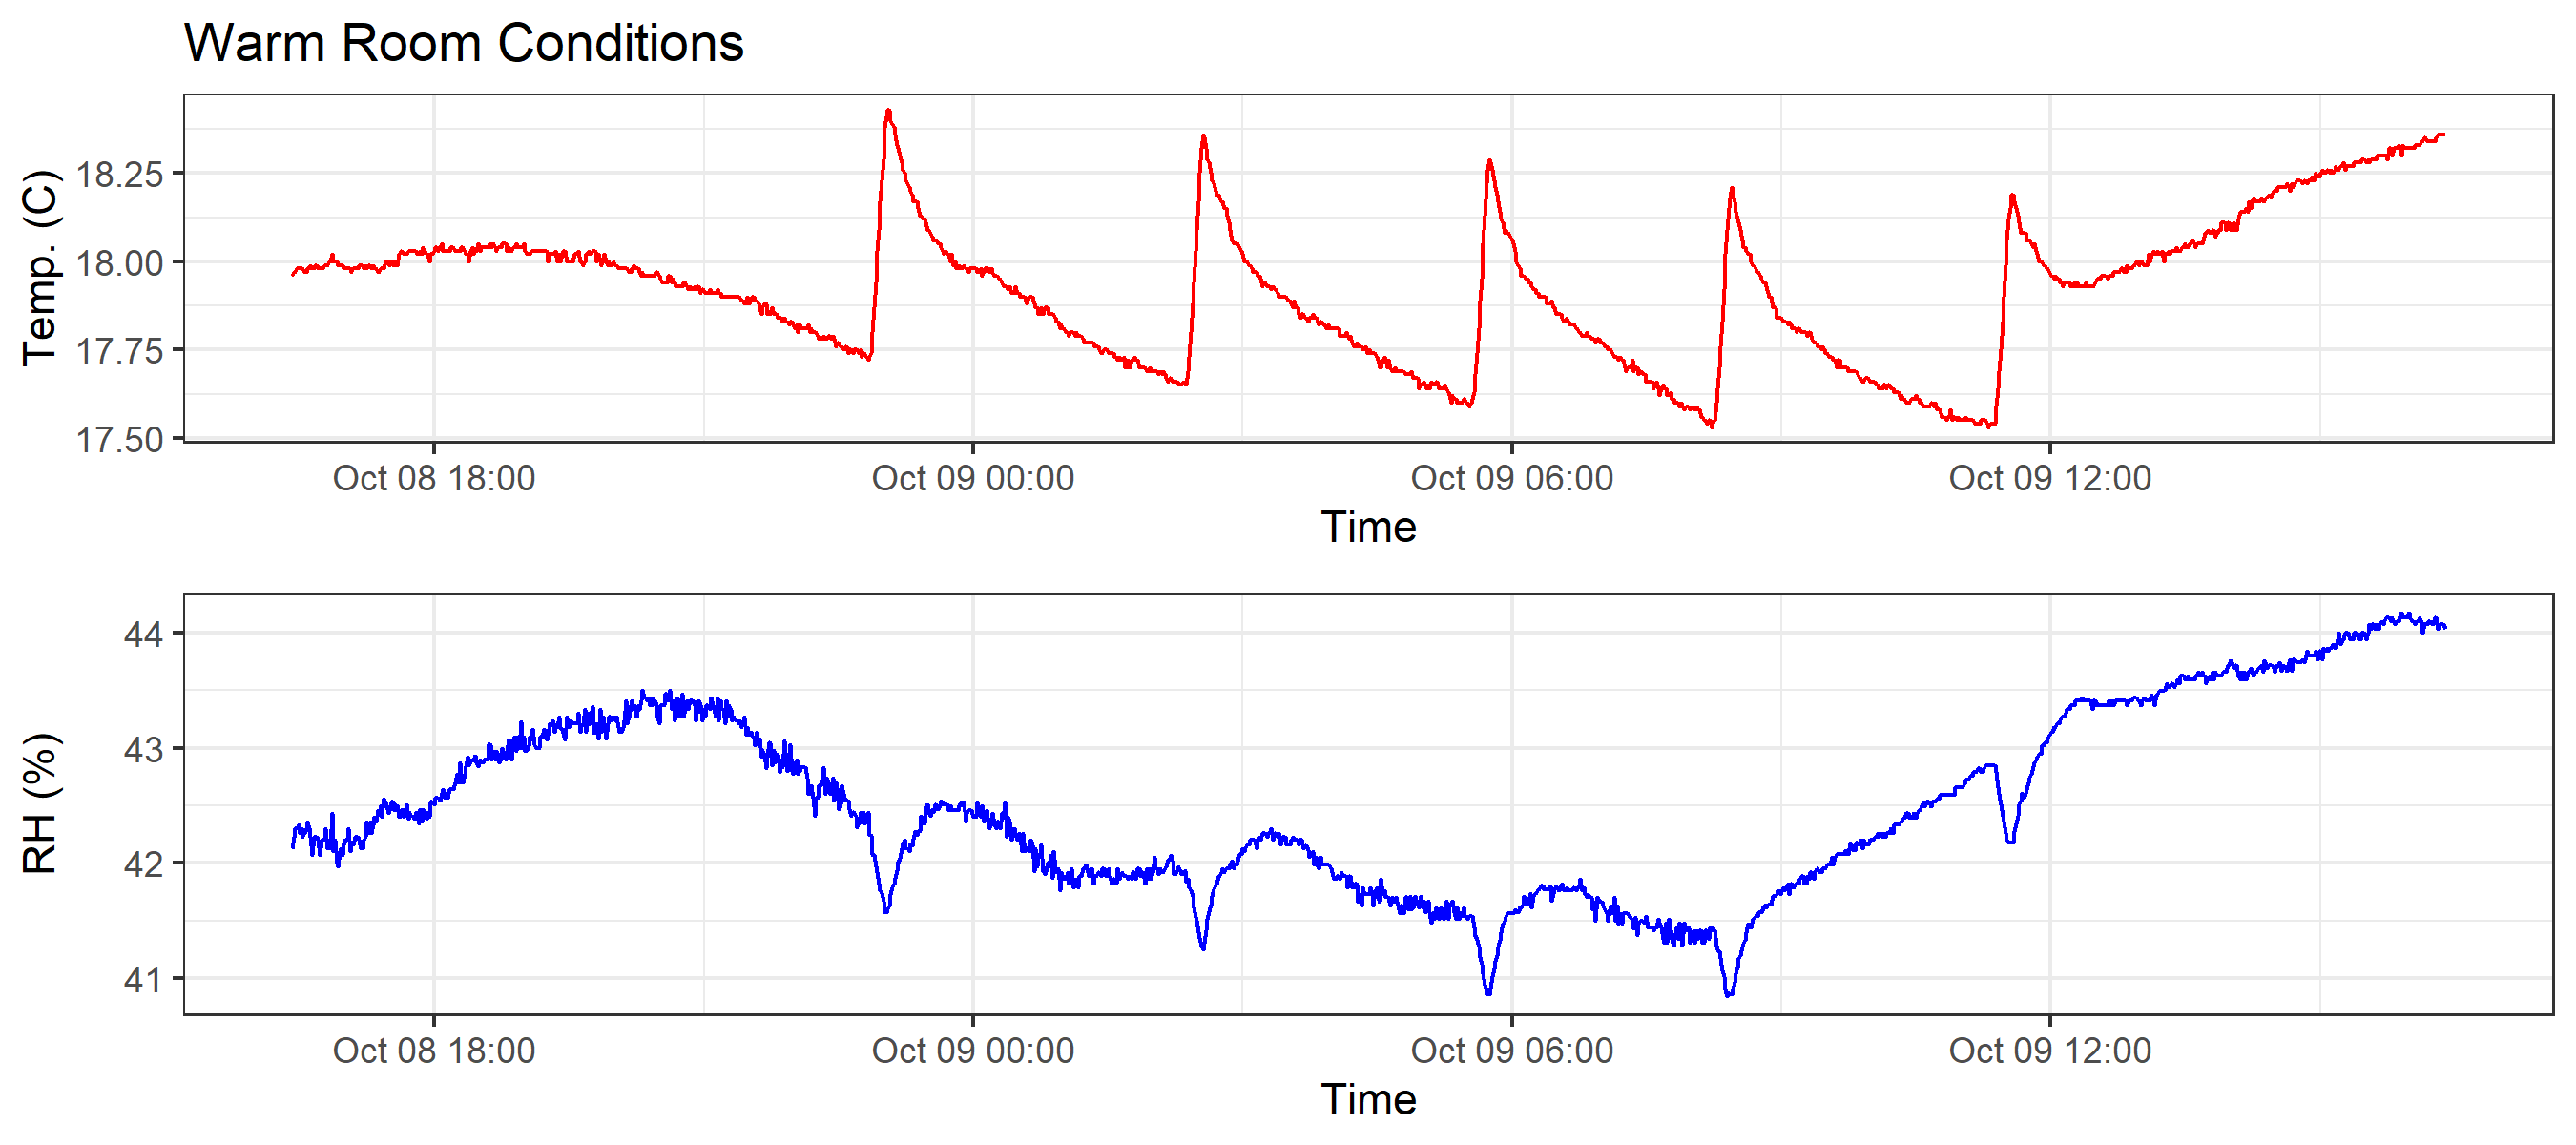 Warm Room Conditions
Temp. (C)
18.25
18.00
17.75
17.50
Oct 08 18:00 Oct 09 00:00 Oct 09 06:00 Oct 09 12:00
Time
RH (%)
44
43
42
41
Oct 08 18:00 Oct 09 00:00 Oct 09 06:00 Oct 09 12:00
Time